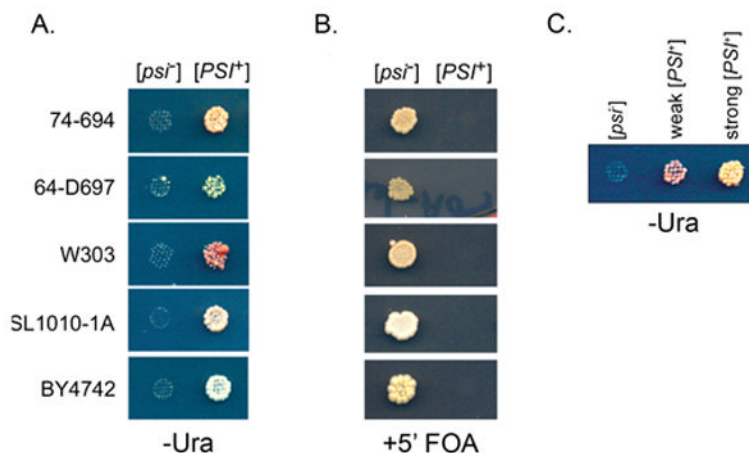 A.
[psi-] [PSI+]
74-694
64-D697
W303
SL1010-1A
BY4742
-Ura
B.
[psi-] [PSI+]
+5' FOA
C.
[psi-]
weak [PSI+]
strong [PSI+]
-Ura